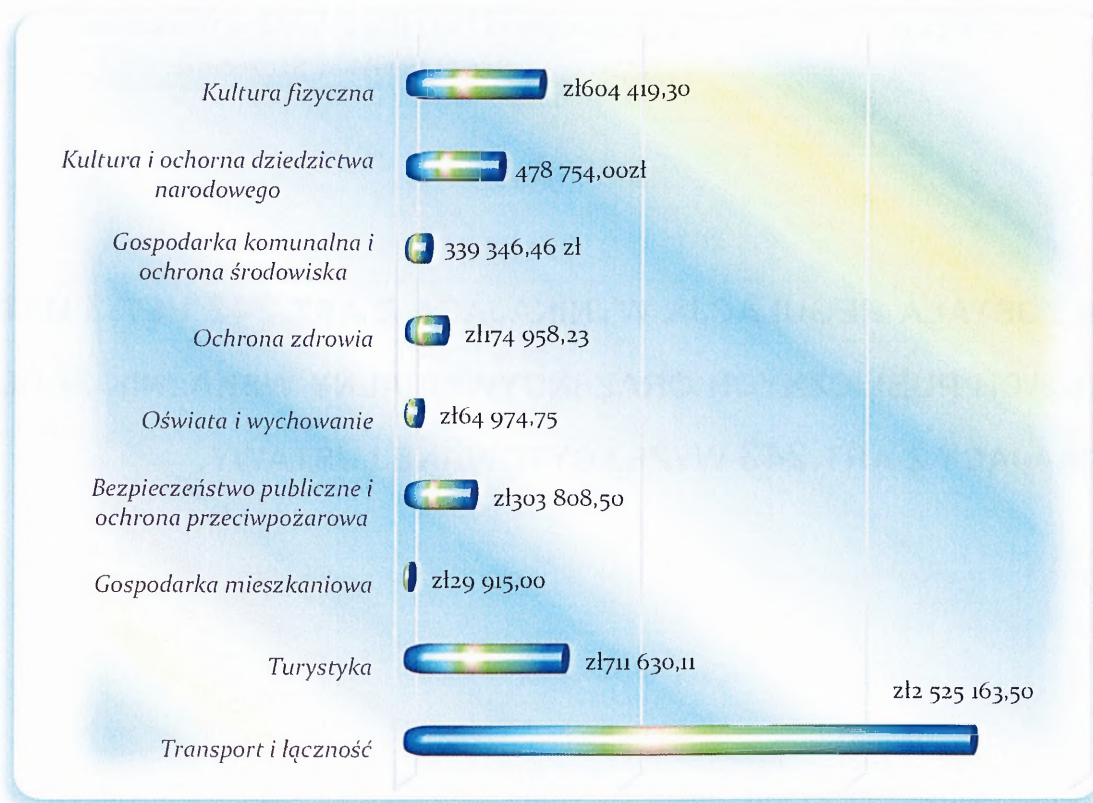 Kultura fizyczna
zł604 419,30
Kultura i ochorna dziedzictwa
narodowego
478 754,00zł
Gospodarka komunalna i
ochrona środowiska
339 346,46 zł
Ochrona zdrowia
zł174 958,23
Oświata i wychowanie
zł64 974,75
Bezpieczeństwo publiczne i
ochrona przeciwpożarowa
zł303 808,50
Gospodarka mieszkaniowa
zł29 915,00
Turystyka
zł711 630,11
zł2 525 163,50
Transport i łączność